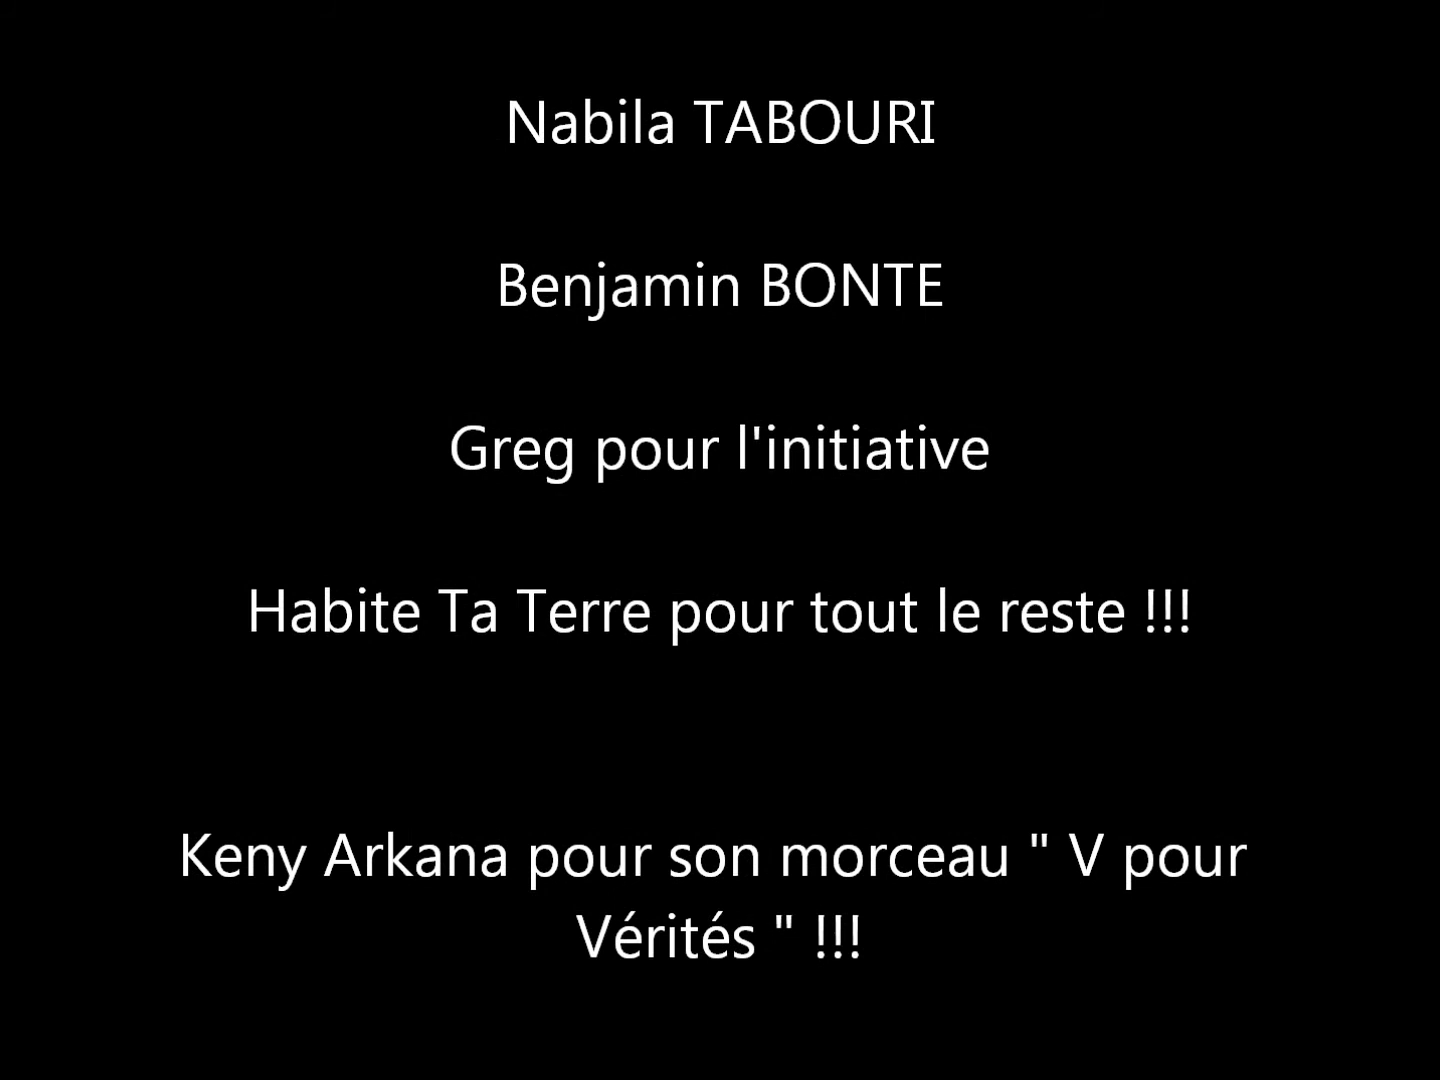 Nabila TABOURI
Benjamin BONTE
Greg pour l'initiative
Habite Ta Terre pour tout le reste !!!
Keny Arkana pour son morceau " V pour
Vérités " !!!